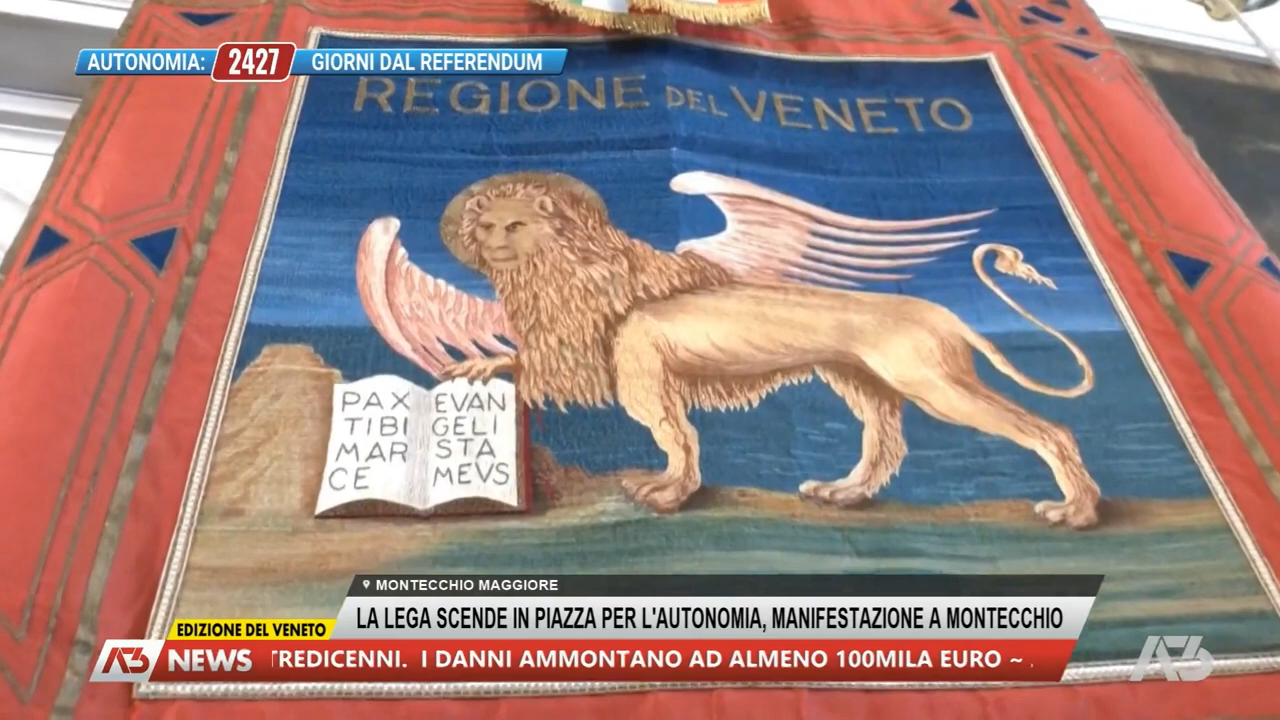 AUTONOMIA: 2427 GIORNI DAL REFERENDUM
REGIONE DEL VENETO
PAX
TIBI
MAR
CE
EVAN
GELI
STA
MEVS
MONTECCHIO MAGGIORE
LA LEGA SCENDE IN PIAZZA PER L'AUTONOMIA, MANIFESTAZIONE A MONTECCHIO
EDIZIONE DEL VENETO
A3 NEWS TREDICENNI. I DANNI AMMONTANO AD ALMENO 100MILA EURO ~
A3